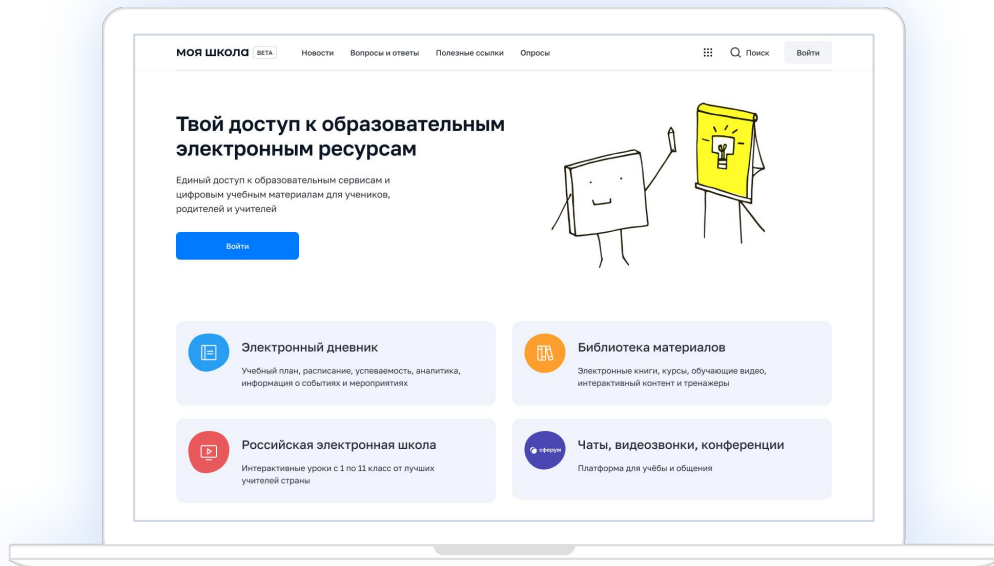 моя школа BETA Новости Вопросы и ответы Полезные ссылки Опросы Поиск Войти
Твой доступ к образовательным
электронным ресурсам
Единый доступ к образовательным сервисам и
цифровым учебным материалам для учеников,
родителей и учителей
Войти
Электронный дневник
Учебный план, расписание, успеваемость, аналитика,
информация о событиях и мероприятиях
Библиотека материалов
Электронные книги, курсы, обучающие видео,
интерактивный контент и тренажеры
Российская электронная школа
Интерактивные уроки с 1 по 11 класс от лучших
учителей страны
сферум
Чаты, видеозвонки, конференции
Платформа для учёбы и общения